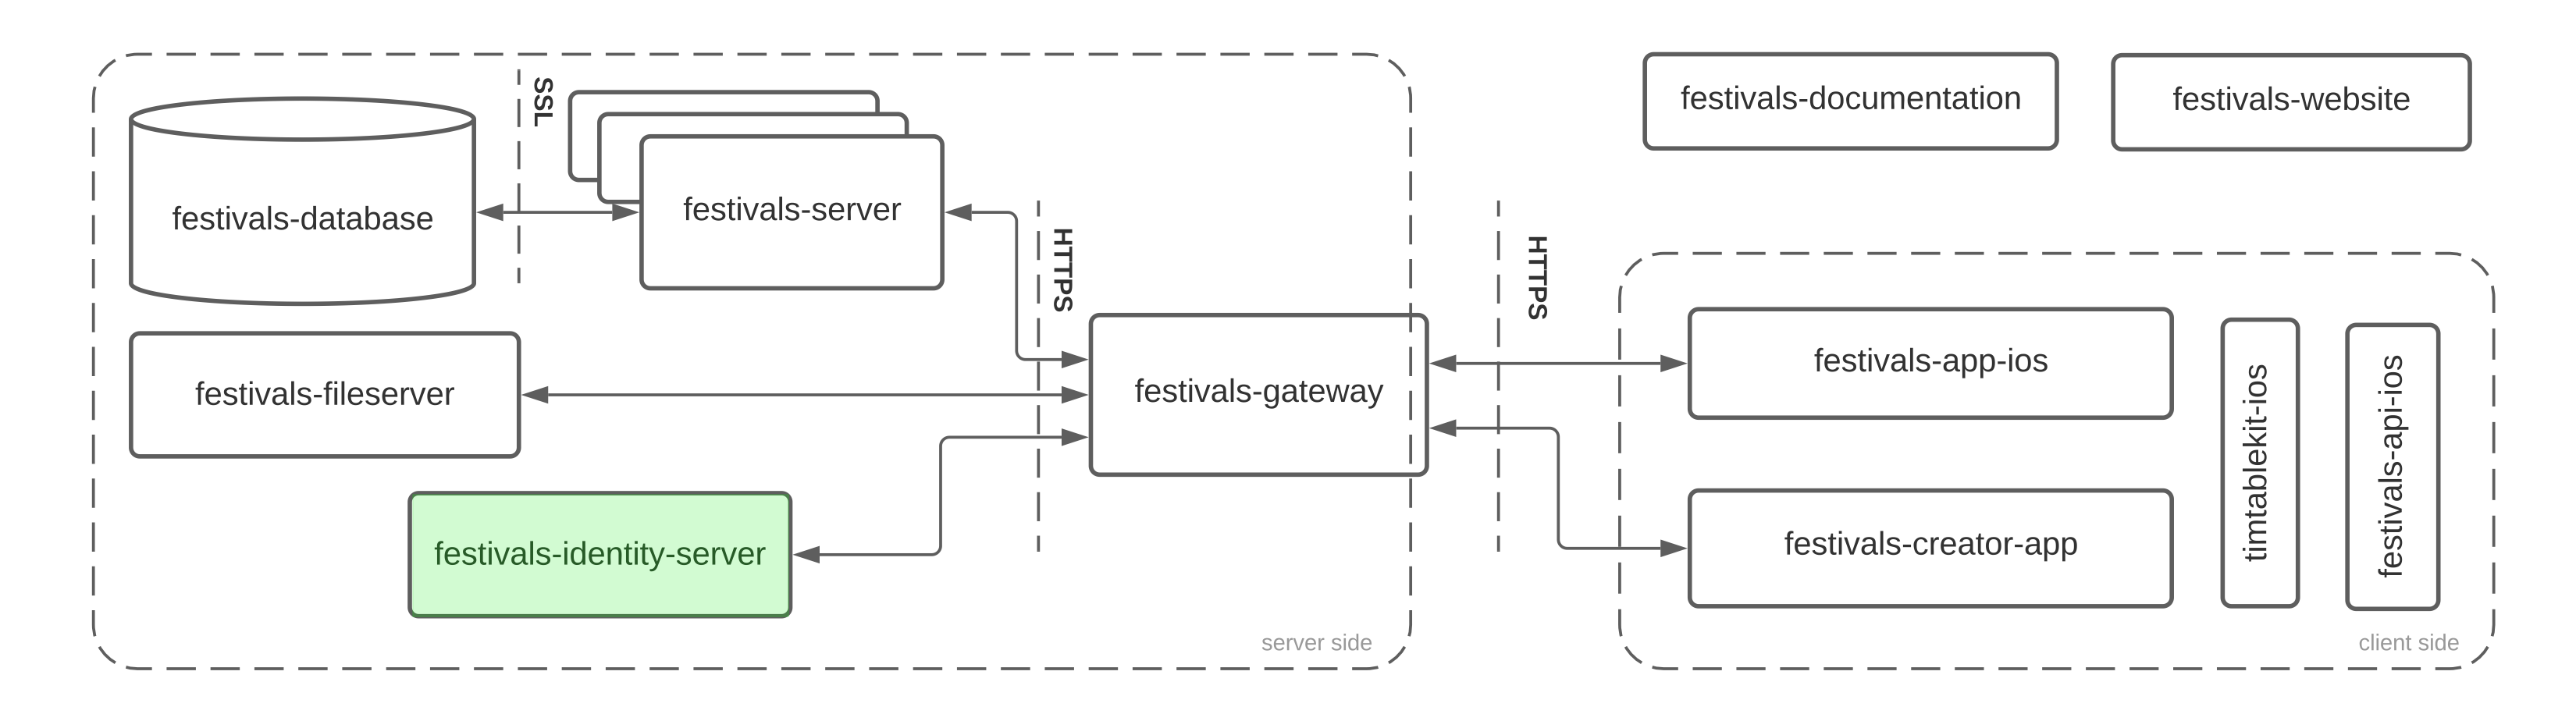 SSL
festivals-database
festivals-server
HTTPS
festivals-fileserver
festivals-gateway
festivals-identity-server
server side
festivals-documentation
festivals-website
HTTPS
festivals-app-ios
festivals-creator-app
timtablekit-ios
festivals-api-ios
client side